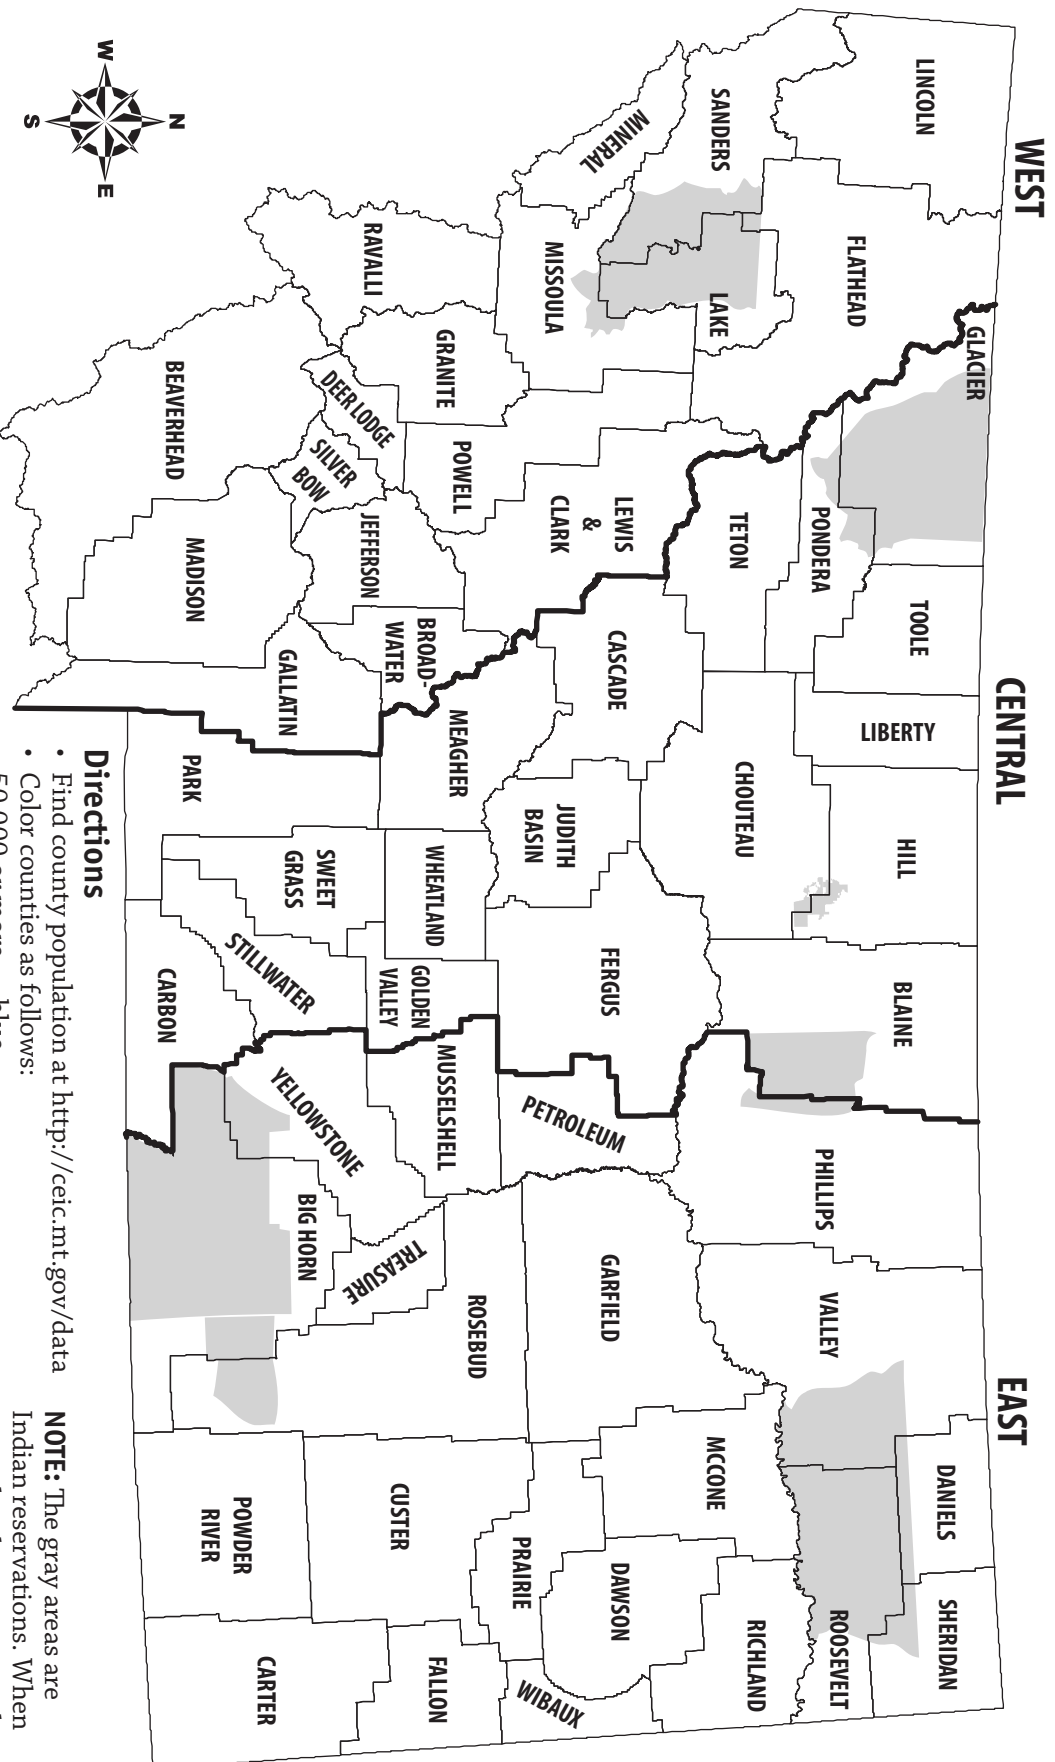 WEST
CENTRAL
EAST
LINCOLN
FLATHEAD
GLACIER
TOOLE
LIBERTY
HILL
BLAINE
PHILLIPS
VALLEY
DANIELS
SHERIDAN
ROOSEVELT
SANDERS
LAKE
PONDERA
TETON
CHOUTEAU
MCCONE
RICHLAND
MINERAL
MISSOULA
LEWIS
&
CLARK
CASCADE
JUDITH
BASIN
FERGUS
PETROLEUM
GARFIELD
DAWSON
PRAIRIE
WIBAUX
RAVALLI
GRANITE
POWELL
DEER LODGE
SILVER
BOW
JEFFERSON
BROAD-
WATER
MEAGHER
WHEATLAND
GOLDEN
VALLEY
MUSSELSHELL
ROSEBUD
TREASURE
CUSTER
FALLON
BEAVERHEAD
MADISON
GALLATIN
PARK
SWEET
GRASS
STILLWATER
CARBON
YELLOWSTONE
BIG HORN
POWDER
RIVER
CARTER
N
W
E
S
Directions
• Find county population at http://ceic.mt.gov/data
• Color counties as follows:
NOTE: The gray areas are
Indian reservations. When